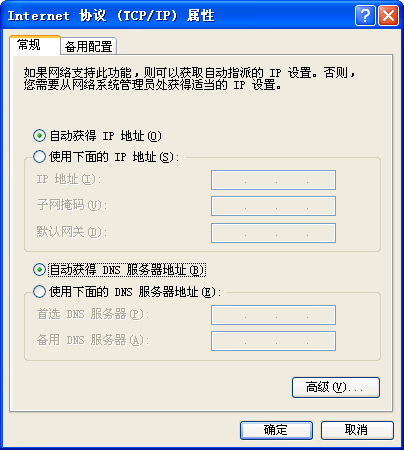 Internet 协议 (TCP/IP) 属性
常规
备用配置
如果网络支持此功能，则可以获取自动指派的 IP 设置。否则，
您需要从网络系统管理员处获得适当的 IP 设置。
自动获得 IP 地址(O)
使用下面的 IP 地址(S):
IP 地址(I):
子网掩码(U):
默认网关(D):
自动获得 DNS 服务器地址(B)
使用下面的 DNS 服务器地址(E):
首选 DNS 服务器(P):
备用 DNS 服务器(A):
高级(V)...
确定
取消